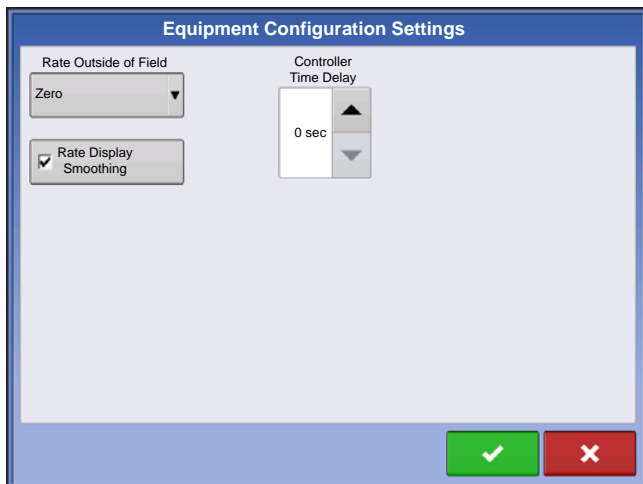 Equipment Configuration Settings
Rate Outside of Field
Zero
Rate Display
Smoothing
Controller
Time Delay
0 sec